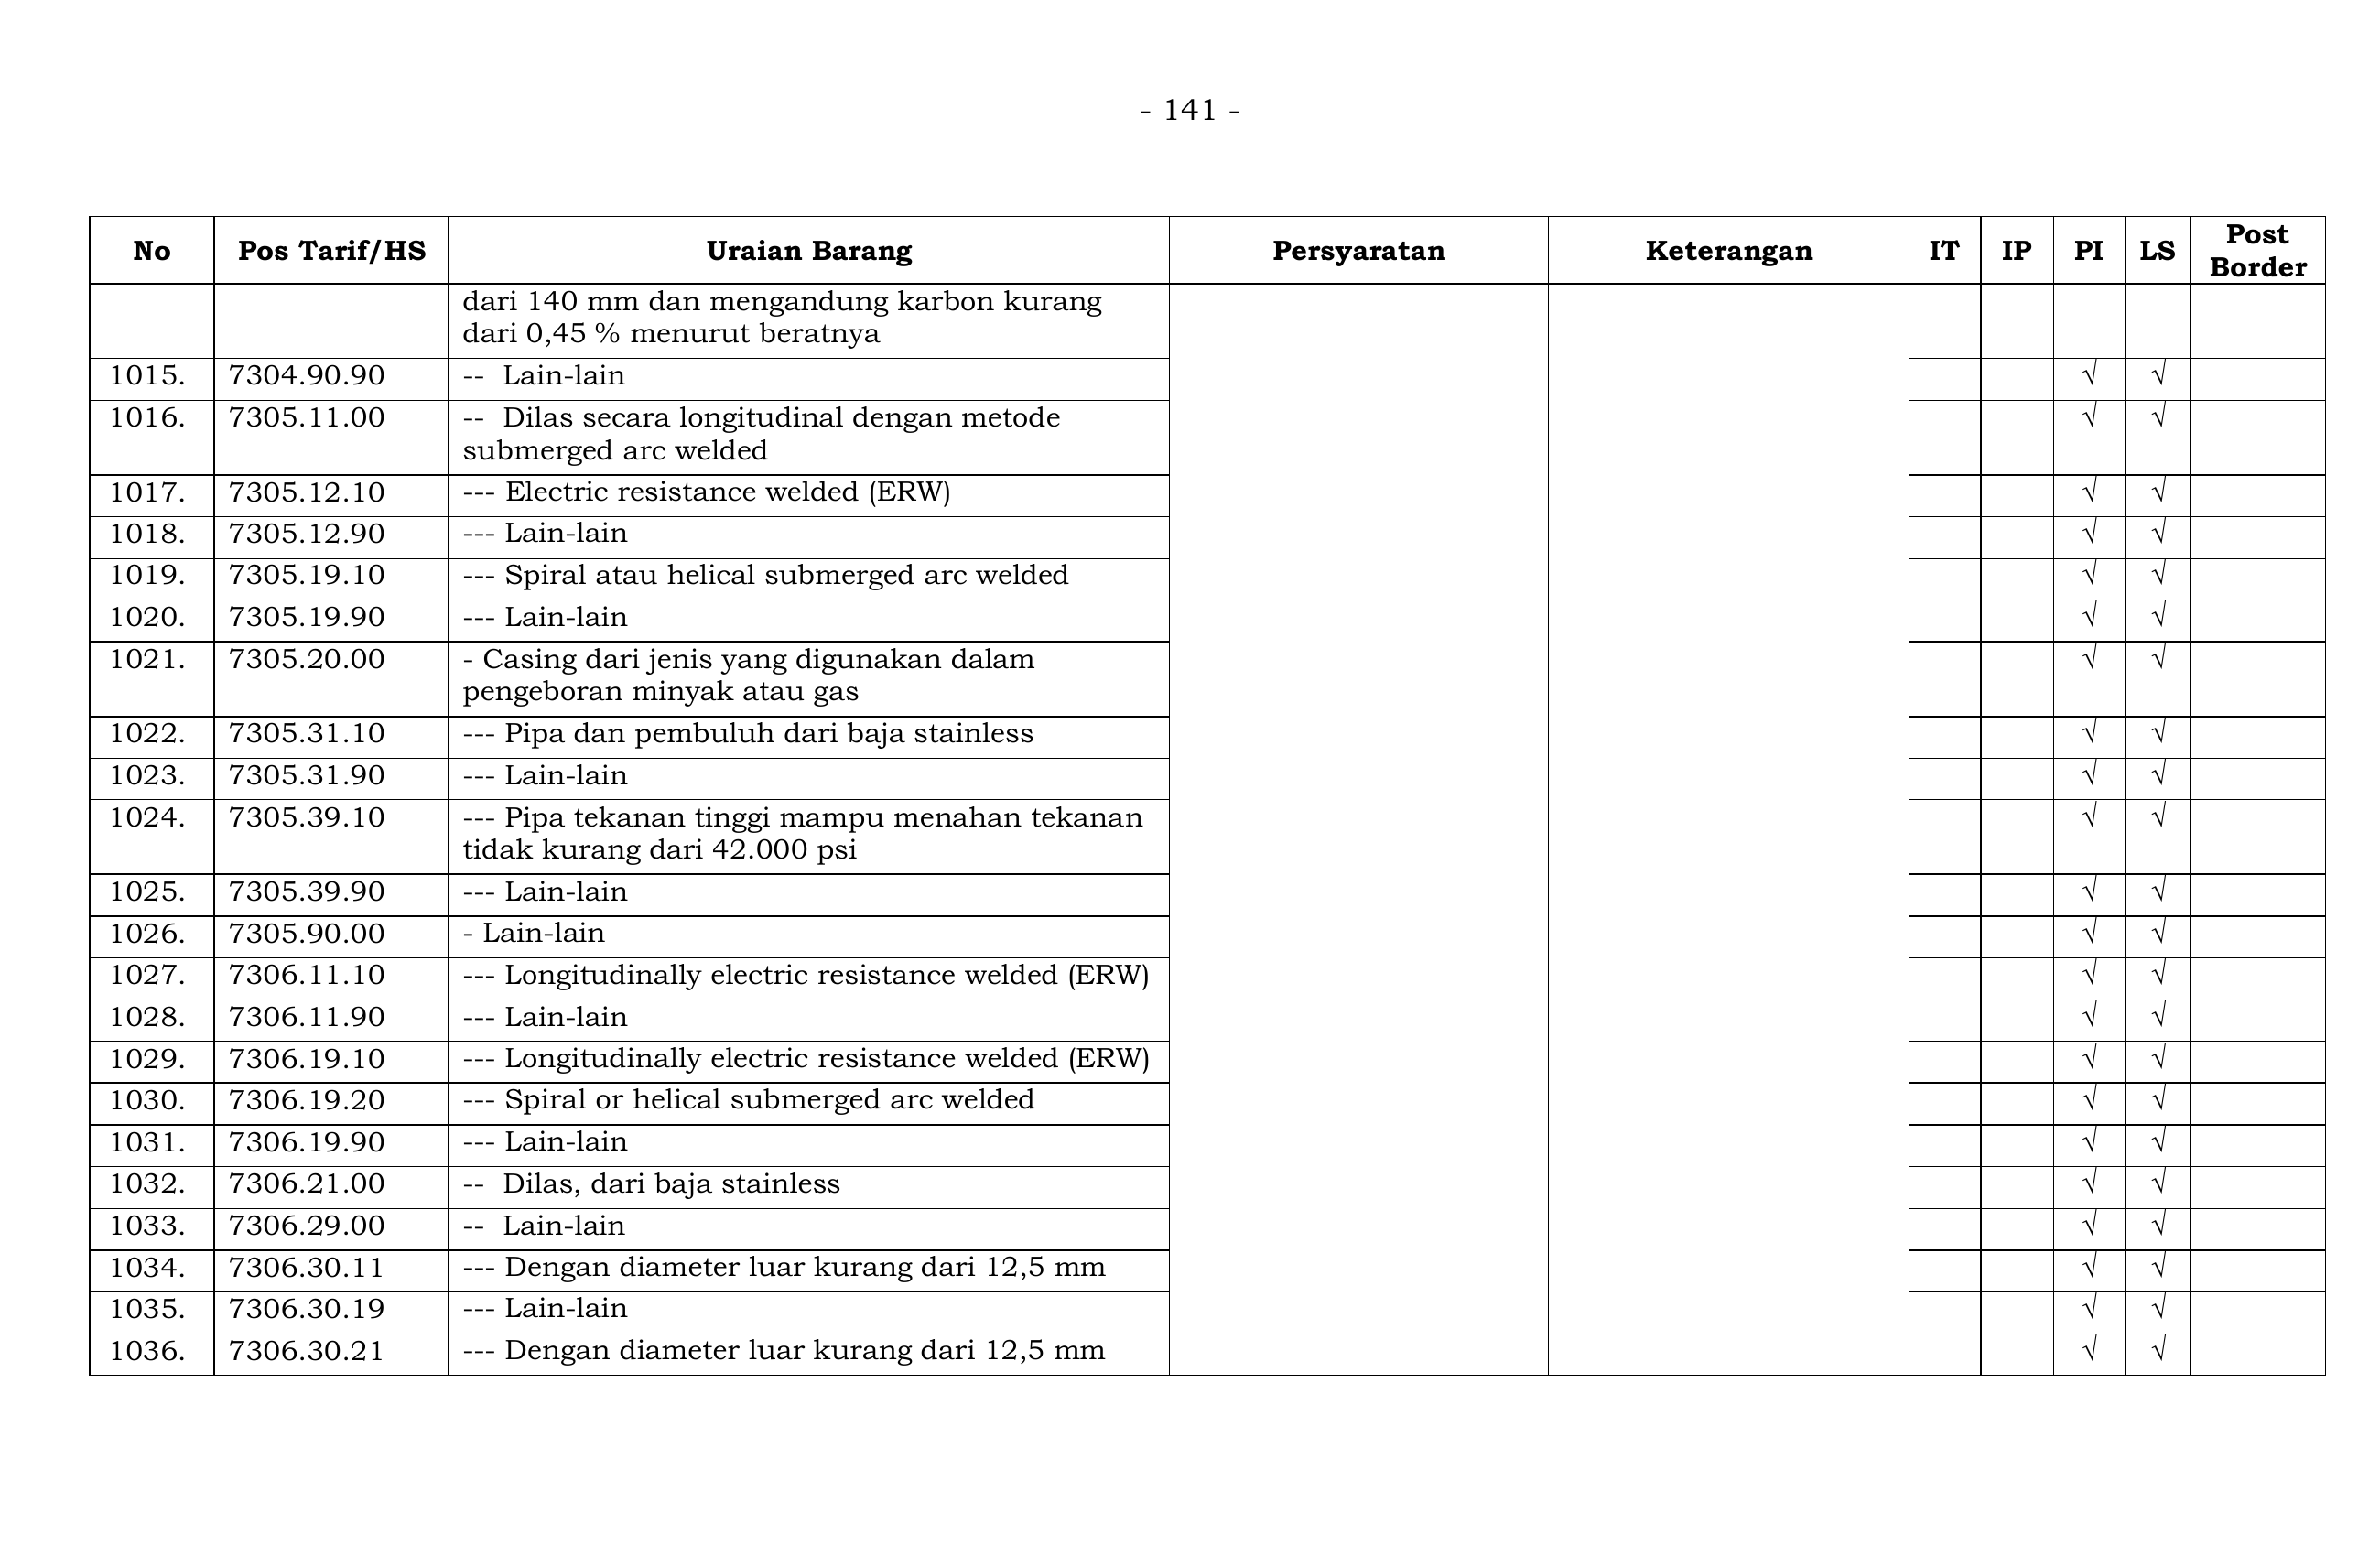 - 141 -
No Pos Tarif/HS Uraian Barang Persyaratan Keterangan IT IP PI LS Post Border
dari 140 mm dan mengandung karbon kurang
dari 0,45 % menurut beratnya
1015. 7304.90.90 -- Lain-lain √ √
1016. 7305.11.00 -- Dilas secara longitudinal dengan metode √ √
submerged arc welded
1017. 7305.12.10 --- Electric resistance welded (ERW) √ √
1018. 7305.12.90 --- Lain-lain √ √
1019. 7305.19.10 --- Spiral atau helical submerged arc welded √ √
1020. 7305.19.90 --- Lain-lain √ √
1021. 7305.20.00 - Casing dari jenis yang digunakan dalam √ √
pengeboran minyak atau gas
1022. 7305.31.10 --- Pipa dan pembuluh dari baja stainless √ √
1023. 7305.31.90 --- Lain-lain √ √
1024. 7305.39.10 --- Pipa tekanan tinggi mampu menahan tekanan √ √
tidak kurang dari 42.000 psi
1025. 7305.39.90 --- Lain-lain √ √
1026. 7305.90.00 - Lain-lain √ √
1027. 7306.11.10 --- Longitudinally electric resistance welded (ERW) √ √
1028. 7306.11.90 --- Lain-lain √ √
1029. 7306.19.10 --- Longitudinally electric resistance welded (ERW) √ √
1030. 7306.19.20 --- Spiral or helical submerged arc welded √ √
1031. 7306.19.90 --- Lain-lain √ √
1032. 7306.21.00 -- Dilas, dari baja stainless √ √
1033. 7306.29.00 -- Lain-lain √ √
1034. 7306.30.11 --- Dengan diameter luar kurang dari 12,5 mm √ √
1035. 7306.30.19 --- Lain-lain √ √
1036. 7306.30.21 --- Dengan diameter luar kurang dari 12,5 mm √ √